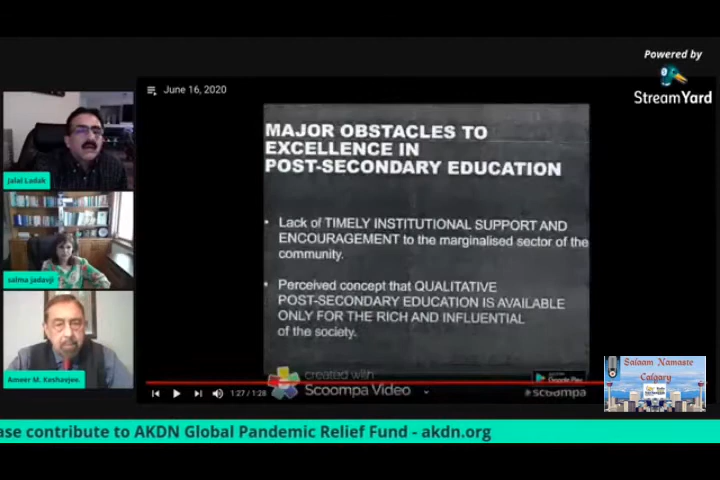 Powered by
StreamYard
June 16, 2020
MAJOR OBSTACLES TO
EXCELLENCE IN
POST-SECONDARY EDUCATION
• Lack of TIMELY INSTITUTIONAL SUPPORT AND
ENCOURAGEMENT to the marginalised sector of the
community.
• Perceived concept that QUALITATIVE
POST-SECONDARY EDUCATION IS AVAILABLE
ONLY FOR THE RICH AND INFLUENTIAL
of the society.
Jalal Ladak
salma jadavji
Ameer M. Keshavjee.
created with
Scoompa Video
Google Play
scoompa
1:27 / 1:28
Salaam Namaste
Calgary
ase contribute to AKDN Global Pandemic Relief Fund - akdn.org